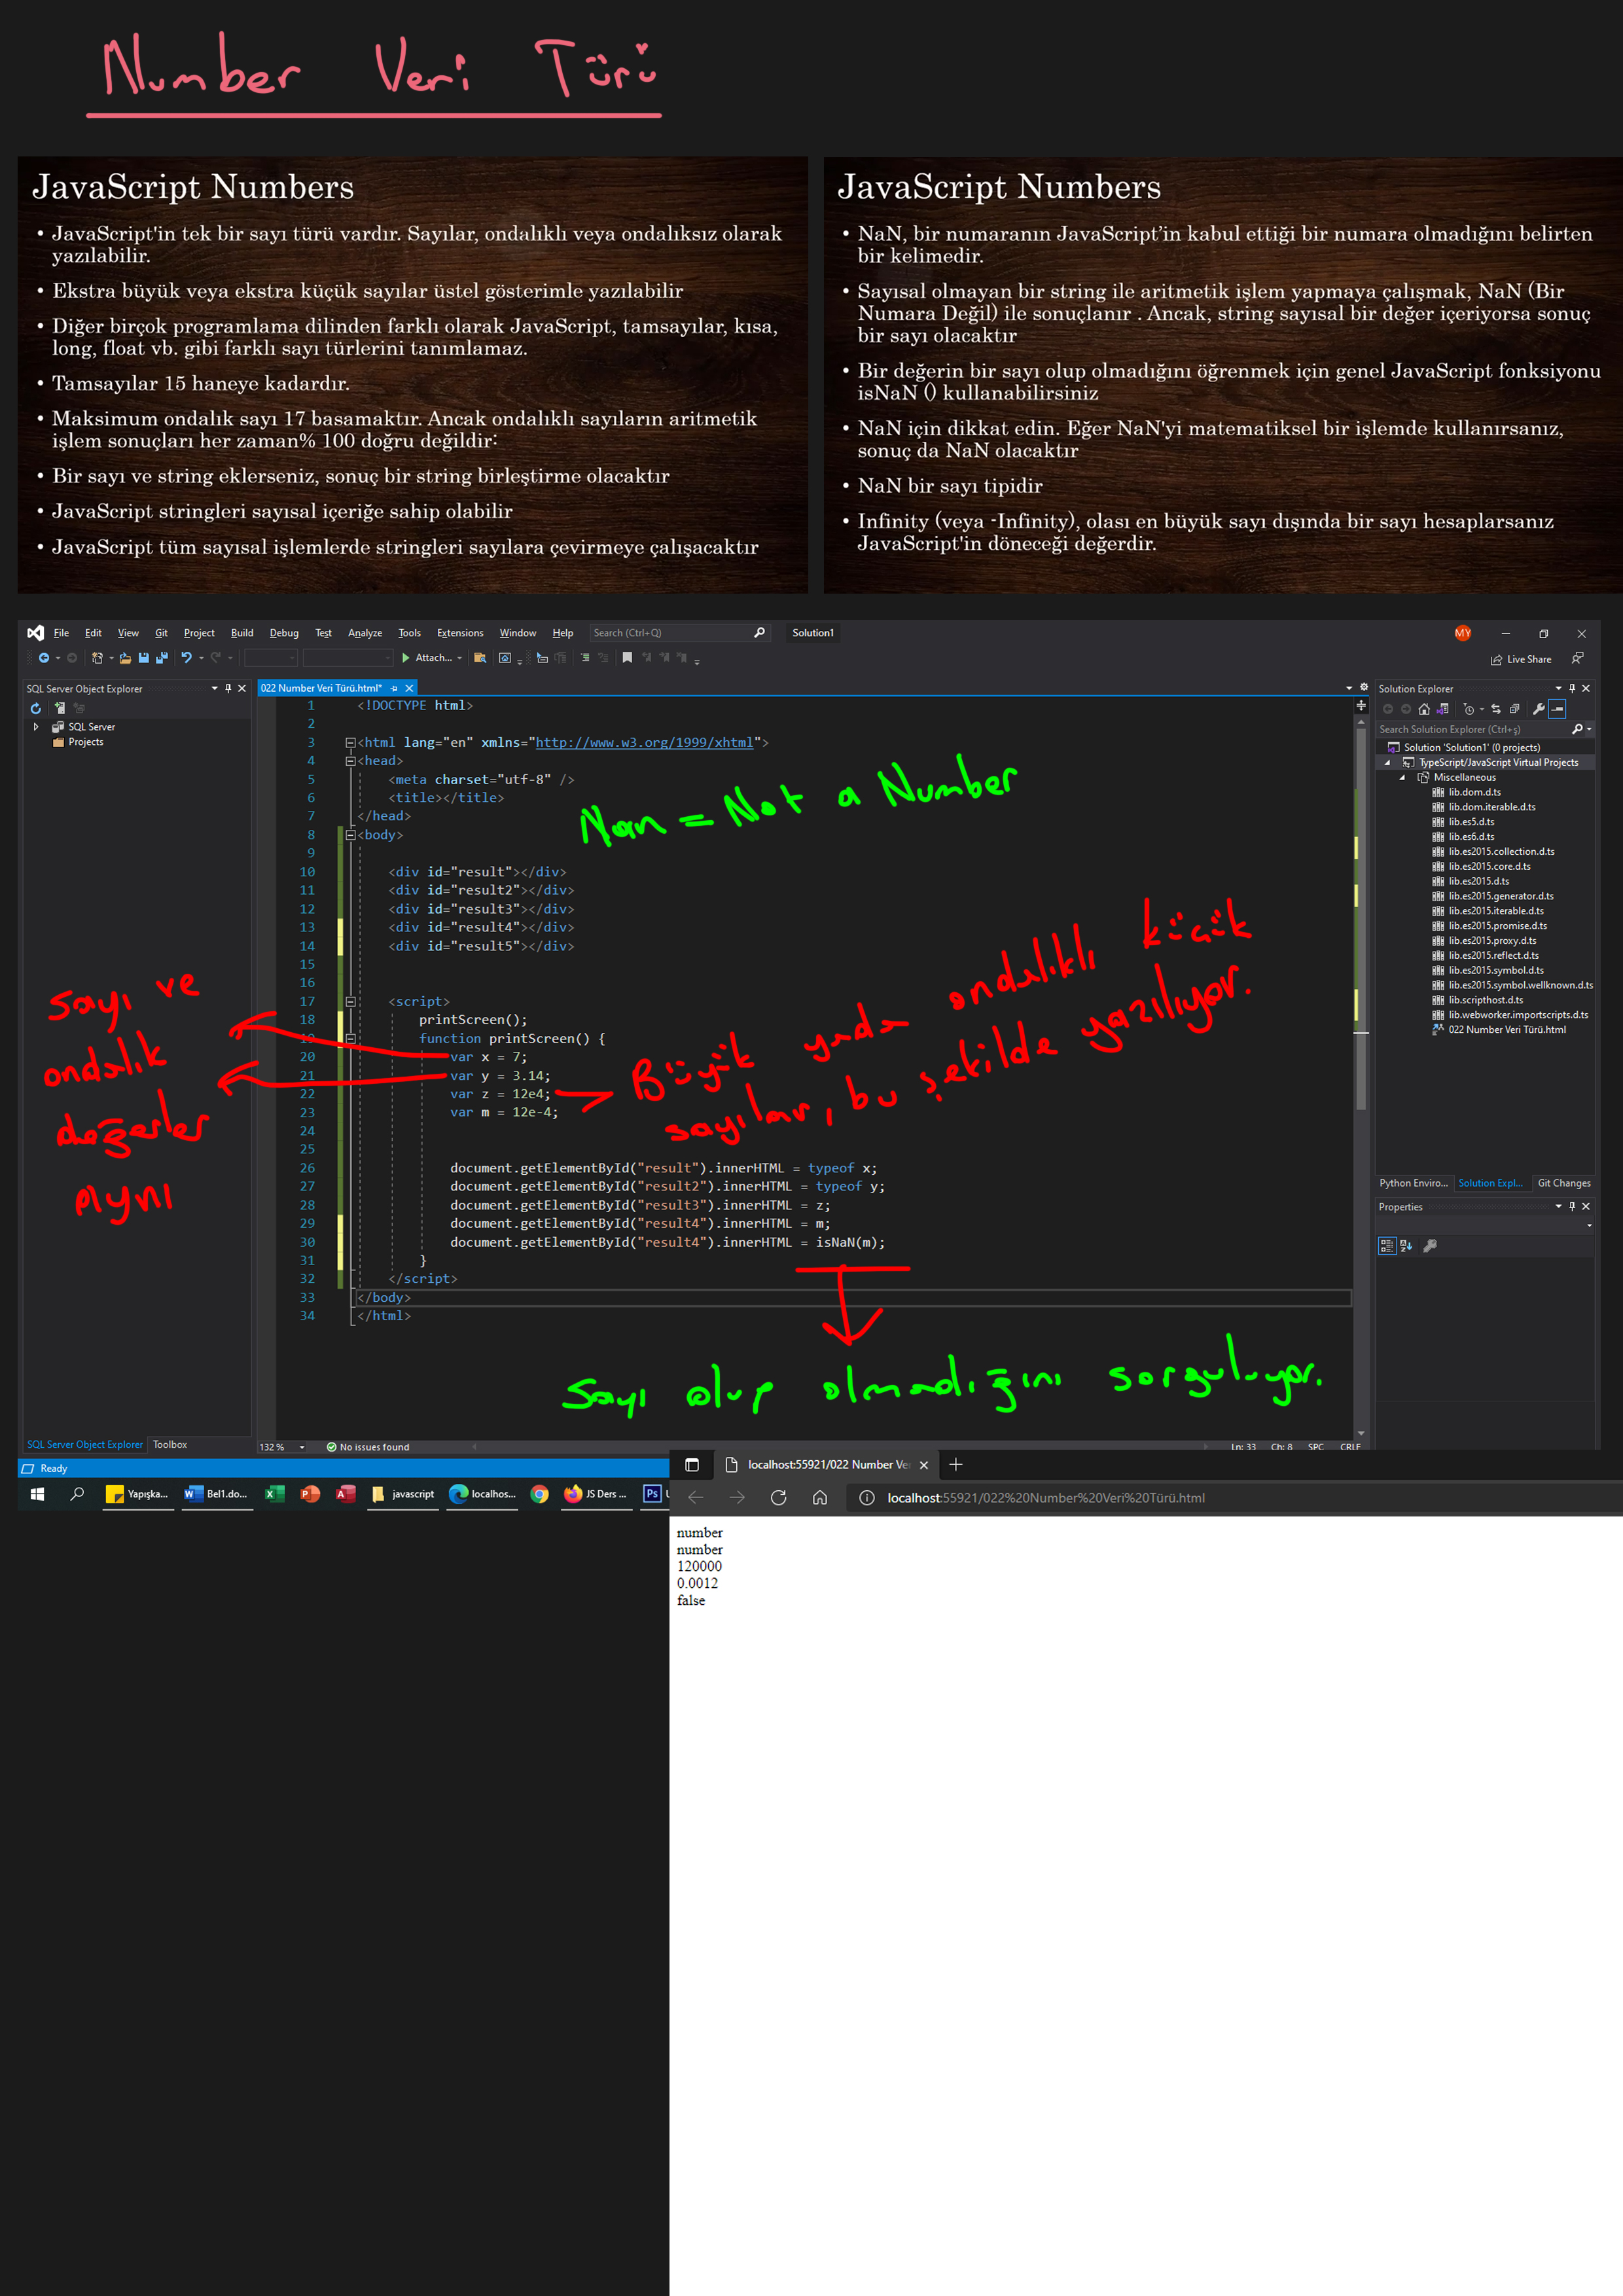 Number Veri Türü
JavaScript Numbers
• JavaScript'in tek bir sayı türü vardır. Sayılar, ondalıklı veya ondalıksız olarak
yazılabilir.
• Ekstra büyük veya ekstra küçük sayılar üstel gösterimle yazılabilir
• Diğer birçok programlama dilinden farklı olarak JavaScript, tamsayılar, kısa,
long, float vb. gibi farklı sayı türlerini tanımlamaz.
• Tamsayılar 15 haneye kadardır.
• Maksimum ondalık sayı 17 basamaktır. Ancak ondalıklı sayıların aritmetik
işlem sonuçları her zaman% 100 doğru değildir:
• Bir sayı ve string eklerseniz, sonuç bir string birleştirme olacaktır
• JavaScript stringleri sayısal içeriğe sahip olabilir
• JavaScript tüm sayısal işlemlerde stringleri sayılara çevirmeye çalışacaktır
JavaScript Numbers
• NaN, bir numaranın JavaScript'in kabul ettiği bir numara olmadığını belirten
bir kelimedir.
• Sayısal olmayan bir string ile aritmetik işlem yapmaya çalışmak, NaN (Bir
Numara Değil) ile sonuçlanır . Ancak, string sayısal bir değer içeriyorsa sonuç
bir sayı olacaktır
• Bir değerin bir sayı olup olmadığını öğrenmek için genel JavaScript fonksiyonu
isNaN () kullanabilirsiniz
• NaN için dikkat edin. Eğer NaN'yi matematiksel bir işlemde kullanırsanız,
sonuç da NaN olacaktır
• NaN bir sayı tipidir
• Infinity (veya -Infinity), olası en büyük sayı dışında bir sayı hesaplarsanız
JavaScript'in döneceği değerdir.
File Edit View Git Project Build Debug Test Analyze Tools Extensions Window Help Search (Ctrl+Q) Solution1 MY
Attach... Live Share
SQL Server Object Explorer
SQL Server
Projects
022 Number Veri Türü.html*
1 <!DOCTYPE html>
2
3 <html lang="en" xmlns="http://www.w3.org/1999/xhtml">
4 <head>
5 <meta charset="utf-8" />
6 <title></title>
7 </head>
8 <body>
9
10 <div id="result"></div>
11 <div id="result2"></div>
12 <div id="result3"></div>
13 <div id="result4"></div>
14 <div id="result5"></div>
15
16
17 <script>
18 printScreen();
19 function printScreen() {
20 var x = 7;
21 var y = 3.14;
22 var z = 12e4;
23 var m = 12e-4;
24
25
26 document.getElementById("result").innerHTML = typeof x;
27 document.getElementById("result2").innerHTML = typeof y;
28 document.getElementById("result3").innerHTML = z;
29 document.getElementById("result4").innerHTML = m;
30 document.getElementById("result4").innerHTML = isNaN(m);
31 }
32 </script>
33 </body>
34 </html>
Nan = Not a Number
Sayı ve
ondalık
değerler
aynı
Büyük yada ondalıklı küçük
sayılar, bu şekilde yazılıyor.
Sayı olup olmadığını sorguluyor.
Solution Explorer
Search Solution Explorer (Ctrl+ş)
Solution 'Solution1' (0 projects)
TypeScript/JavaScript Virtual Projects
Miscellaneous
lib.dom.d.ts
lib.dom.iterable.d.ts
lib.es5.d.ts
lib.es6.d.ts
lib.es2015.collection.d.ts
lib.es2015.core.d.ts
lib.es2015.d.ts
lib.es2015.generator.d.ts
lib.es2015.iterable.d.ts
lib.es2015.promise.d.ts
lib.es2015.proxy.d.ts
lib.es2015.reflect.d.ts
lib.es2015.symbol.d.ts
lib.es2015.symbol.wellknown.d.ts
lib.scripthost.d.ts
lib.webworker.importscripts.d.ts
022 Number Veri Türü.html
Python Enviro... Solution Expl... Git Changes
Properties
SQL Server Object Explorer Toolbox
132 % No issues found Ln: 33 Ch: 8 SPC CRLF
Ready
Yapışka... Bel1.do... javascript localhos... JS Ders ... Ps
localhost:55921/022 Number Ve
localhost:55921/022%20Number%20Veri%20Türü.html
number
number
120000
0.0012
false